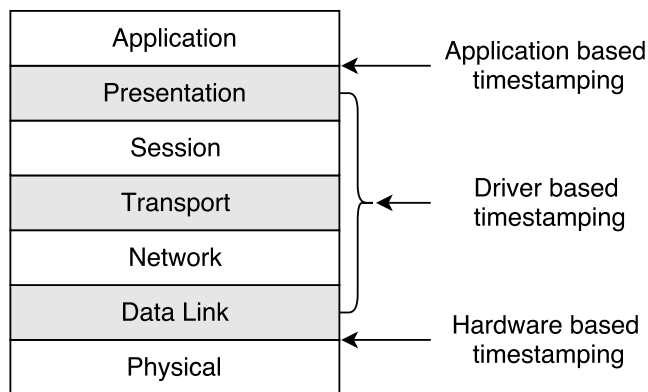 Application
Presentation
Session
Transport
Network
Data Link
Physical
Application based
timestamping
Driver based
timestamping
Hardware based
timestamping